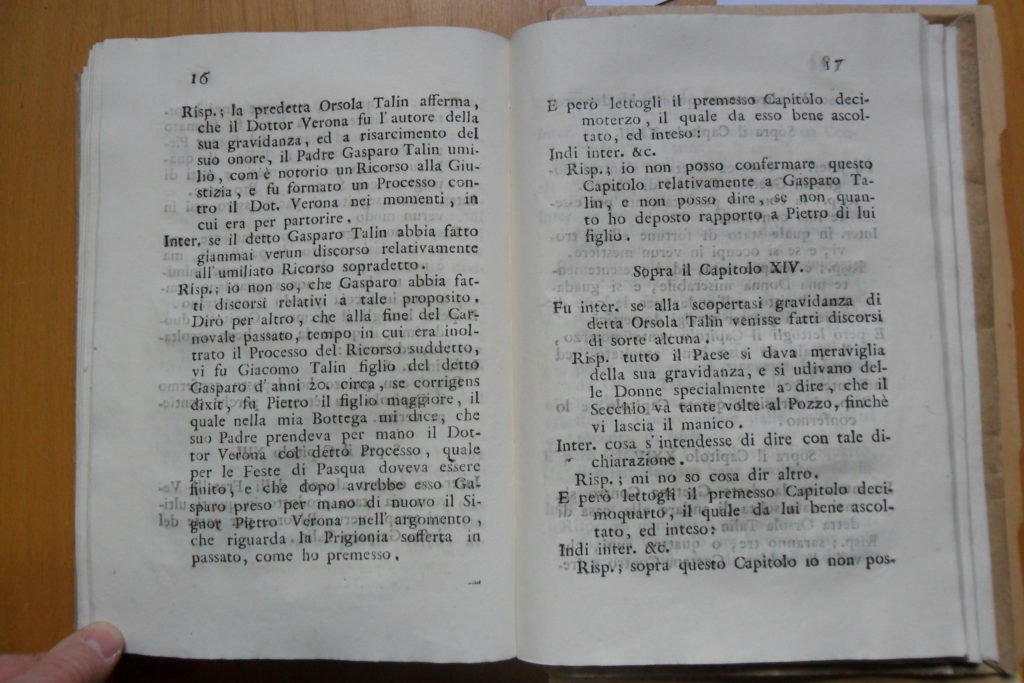 16
Risp.; la predetta Orsola Talin afferma,
che il Dottor Verona fu l'autore della
sua gravidanza, ed a risarcimento del
suo onore, il Padre Gasparo Talin umi-
liò, com'è notorio un Ricorso alla Giu-
stizia, e fu formato un Processo con-
tro il Dot. Verona nei momenti, in
cui era per partorire.
Inter. se il detto Gasparo Talin abbia fatto
giammai verun discorso relativamente
all'umiliato Ricorso sopradetto.
Risp.; io non so, che Gasparo abbia fat-
ti discorsi relativi a tale proposito.
Dirò per altro, che alla fine del Car-
novale passato, tempo in cui era inol-
trato il Processo del Ricorso suddetto,
vi fu Giacomo Talin figlio del detto
Gasparo d'anni 20. circa, se corrigens
dixit, fu Pietro il figlio maggiore, il
quale nella mia Bottega mi dice, che
suo Padre prendeva per mano il Dot-
tor Verona col detto Processo, quale
per le Feste di Pasqua doveva essere
finito, e che dopo avrebbe esso Ga-
sparo preso per mano di nuovo il Si-
gnor Pietro Verona nell'argomento,
che riguarda la Prigionia sofferta in
passato, come ho premesso.
17
E però lettogli il premesso Capitolo deci-
moterzo, il quale da esso bene ascol-
tato, ed inteso:
Indi inter. &c.
Risp.; io non posso confermare questo
Capitolo relativamente a Gasparo Ta-
lin, e non posso dire, se non quan-
to ho deposto rapporto a Pietro di lui
figlio.
Sopra il Capitolo XIV.
Fu inter. se alla scopertasi gravidanza di
detta Orsola Talin venisse fatti discorsi
di sorte alcuna.
Risp. tutto il Paese si dava meraviglia
della sua gravidanza, e si udivano del-
le Donne specialmente a dire, che il
Secchio va tante volte al Pozzo, finchè
vi lascia il manico.
Inter. cosa s'intendesse di dire con tale di-
chiarazione.
Risp.; mi no so cosa dir altro.
E però lettogli il premesso Capitolo deci-
moquarto, il quale da lui bene ascol-
tato, ed inteso:
Indi inter. &c.
Risp.; sopra questo Capitolo io non pos-